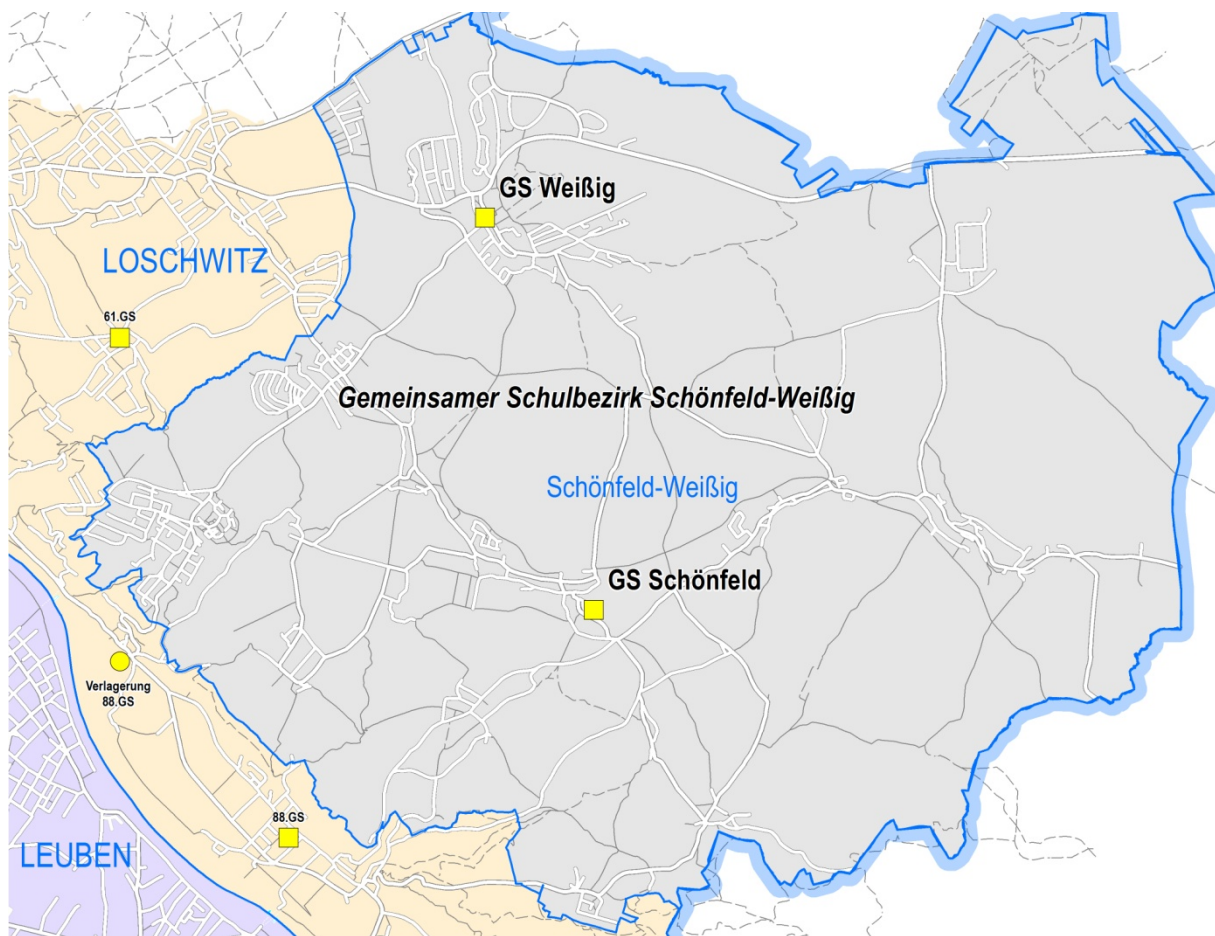 GS Weißig
LOSCHWITZ
61.GS
Gemeinsamer Schulbezirk Schönfeld-Weißig
Schönfeld-Weißig
GS Schönfeld
Verlagerung
88.GS
88.GS
LEUBEN